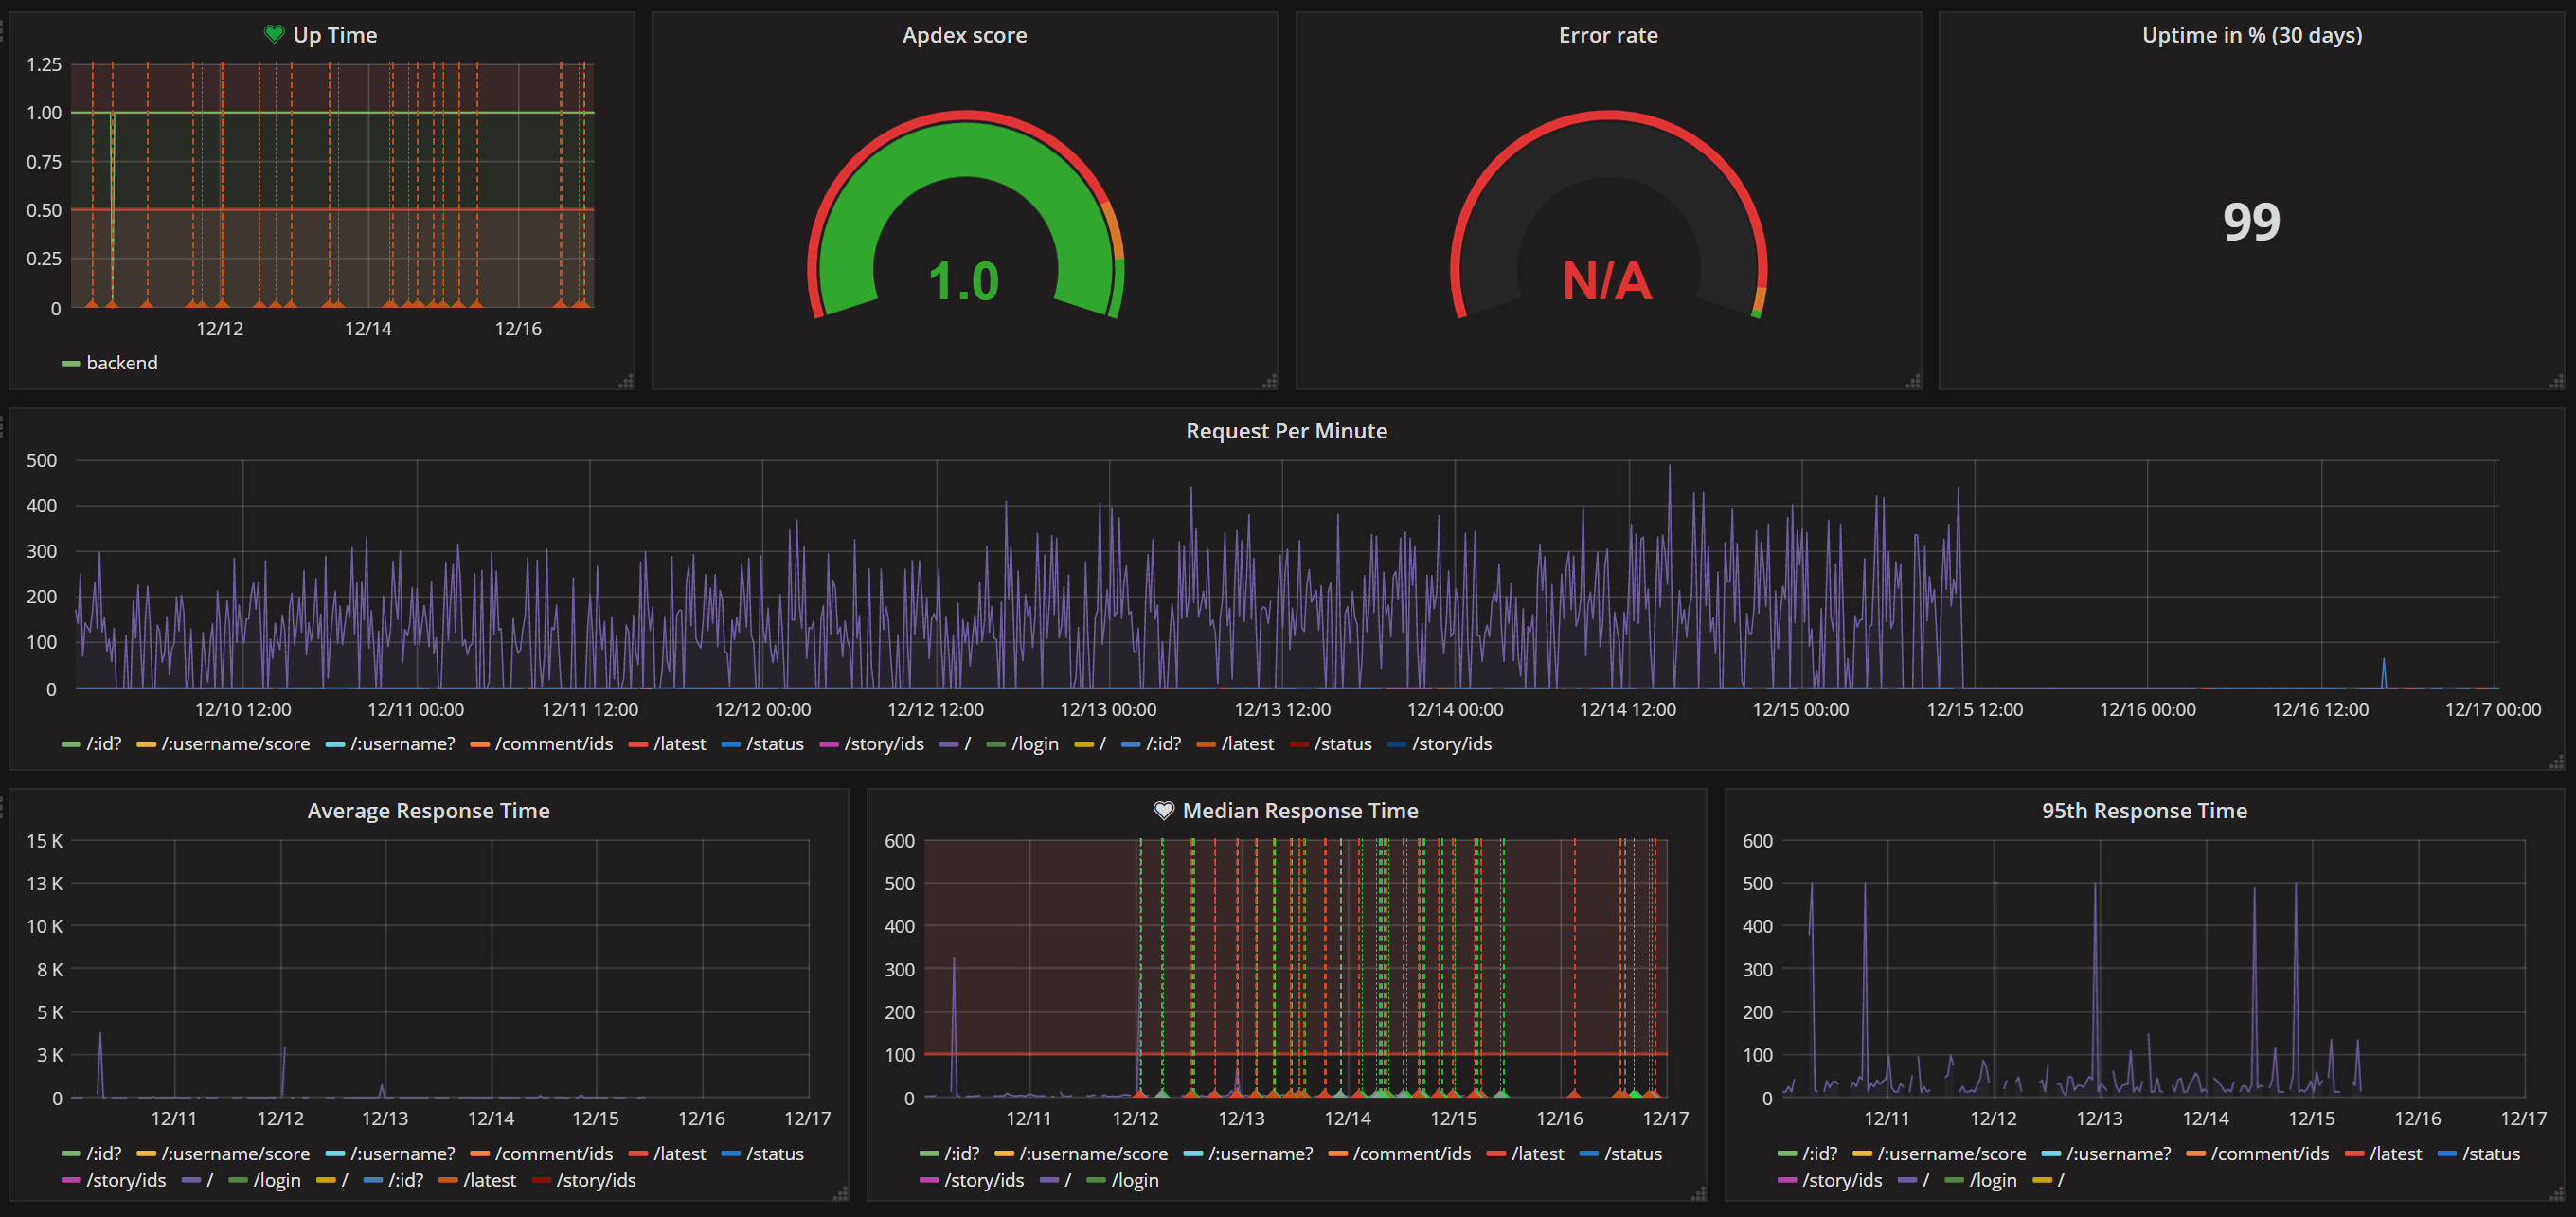 Up Time
1.25
1.00
0.75
0.50
0.25
0
12/12 12/14 12/16
backend
Apdex score
1.0
Error rate
N/A
Uptime in % (30 days)
99
Request Per Minute
500
400
300
200
100
0
12/10 12:00 12/11 00:00 12/11 12:00 12/12 00:00 12/12 12:00 12/13 00:00 12/13 12:00 12/14 00:00 12/14 12:00 12/15 00:00 12/15 12:00 12/16 00:00 12/16 12:00 12/17 00:00
/:id? /:username/score /:username? /comment/ids /latest /status /story/ids / /login / /:id? /latest /status /story/ids
Average Response Time
15 K
13 K
10 K
8 K
5 K
3 K
0
12/11 12/12 12/13 12/14 12/15 12/16 12/17
/:id? /:username/score /:username? /comment/ids /latest /status
/story/ids / /login / /:id? /latest /story/ids
Median Response Time
600
500
400
300
200
100
0
12/11 12/12 12/13 12/14 12/15 12/16 12/17
/:id? /:username/score /:username? /comment/ids /latest /status
/story/ids / /login
95th Response Time
600
500
400
300
200
100
0
12/11 12/12 12/13 12/14 12/15 12/16 12/17
/:id? /:username/score /:username? /comment/ids /latest /status
/story/ids / /login /